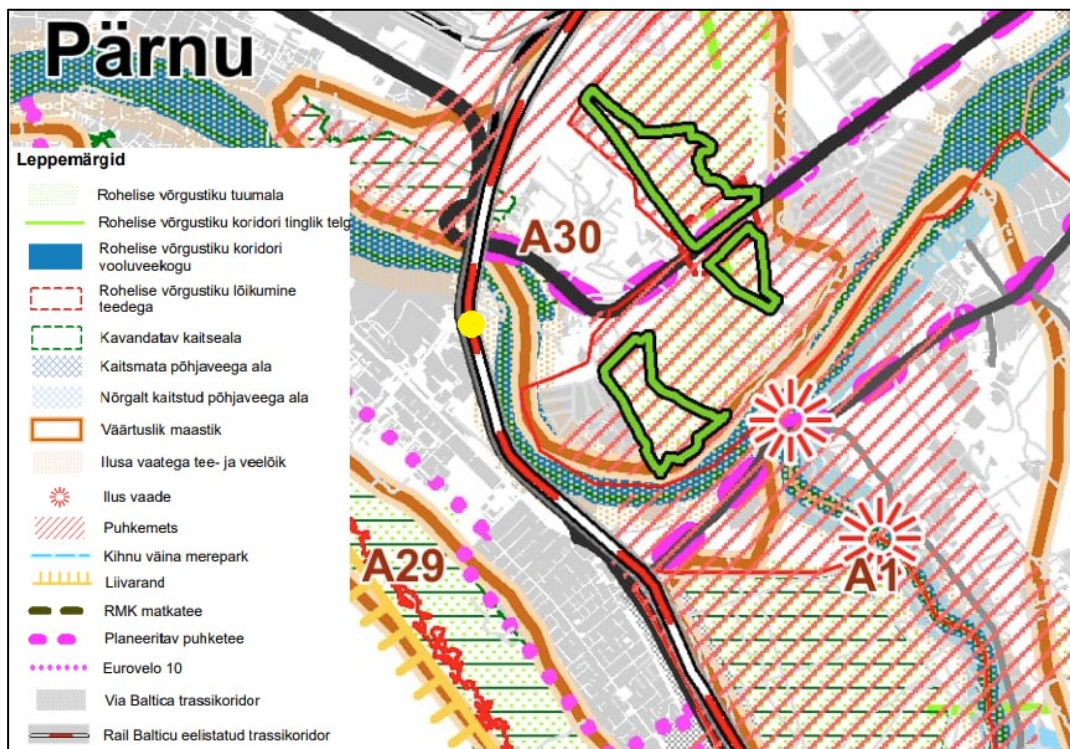 Pärnu
Leppemärgid
Rohelise võrgustiku tuumala
Rohelise võrgustiku koridori tinglik telg
Rohelise võrgustiku koridori
vooluveekogu
Rohelise võrgustiku lõikumine
teedega
Kavandatav kaitseala
Kaitsmata põhjaveega ala
Nõrgalt kaitstud põhjaveega ala
Väärtuslik maastik
Ilusa vaatega tee- ja veelõik
Ilus vaade
Puhkemets
Kihnu väina merepark
Liivarand
RMK matkatee
Planeeritav puhketee
Eurovelo 10
Via Baltica trassikoridor
Rail Balticu eelistatud trassikoridor
A30
A29
A1